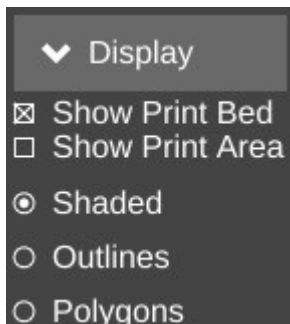 Display
Show Print Bed
Show Print Area
Shaded
Outlines
Polygons